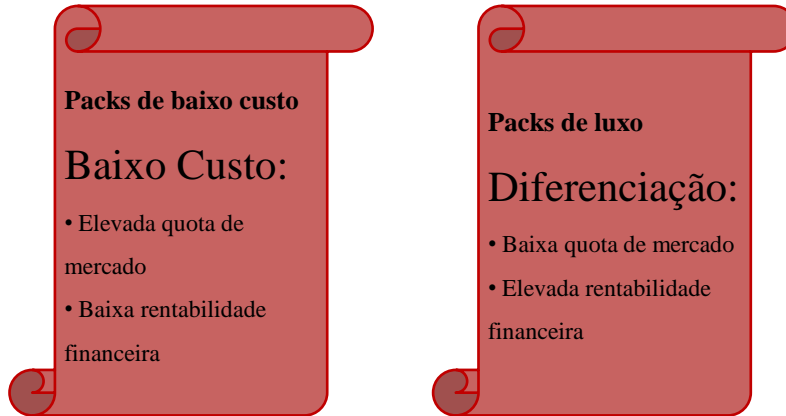 Packs de baixo custo
Baixo Custo:
• Elevada quota de
mercado
• Baixa rentabilidade
financeira
Packs de luxo
Diferenciação:
• Baixa quota de mercado
• Elevada rentabilidade
financeira